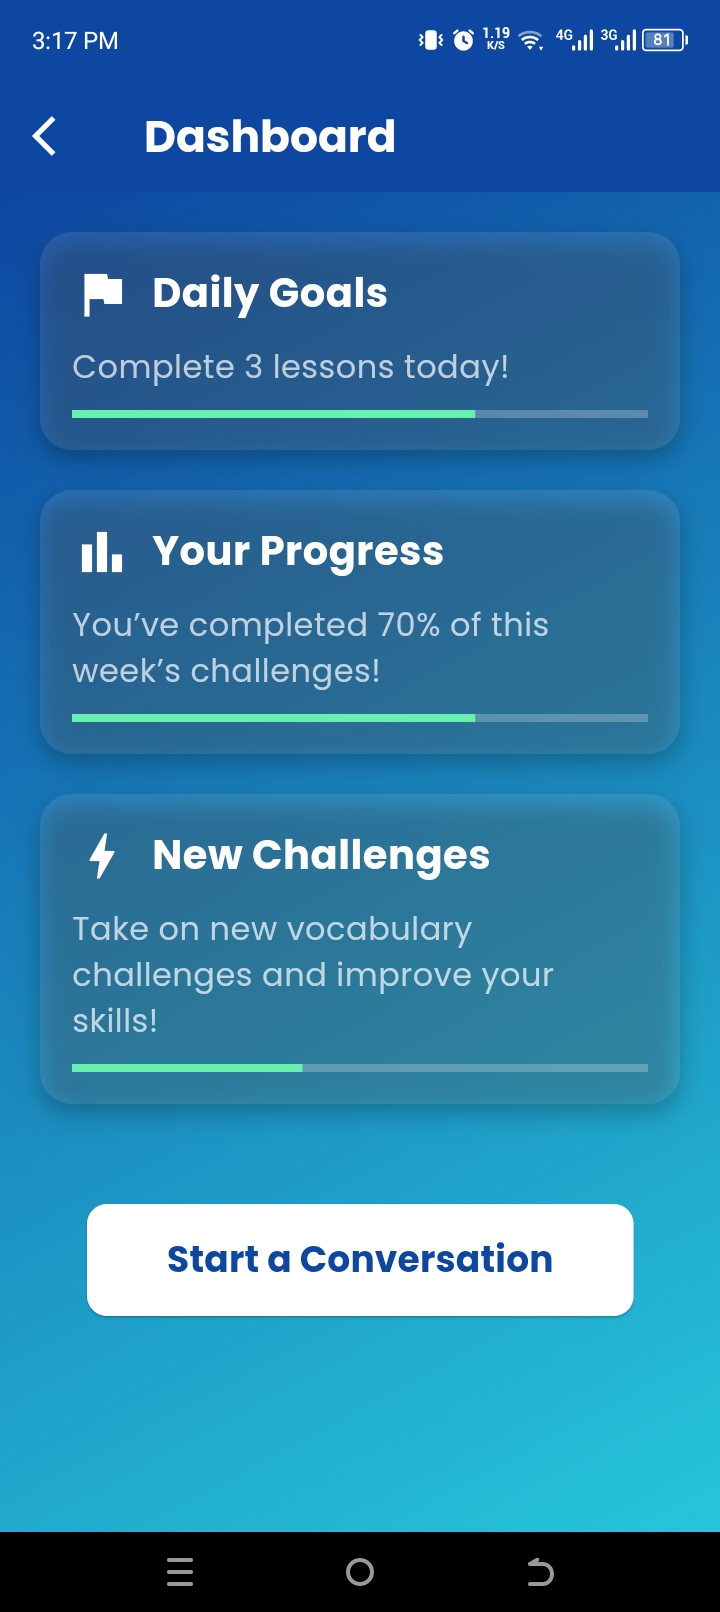 3:17 PM 1.19 K/S 4G 3G 81
Dashboard
Daily Goals
Complete 3 lessons today!
Your Progress
You’ve completed 70% of this
week’s challenges!
New Challenges
Take on new vocabulary
challenges and improve your
skills!
Start a Conversation